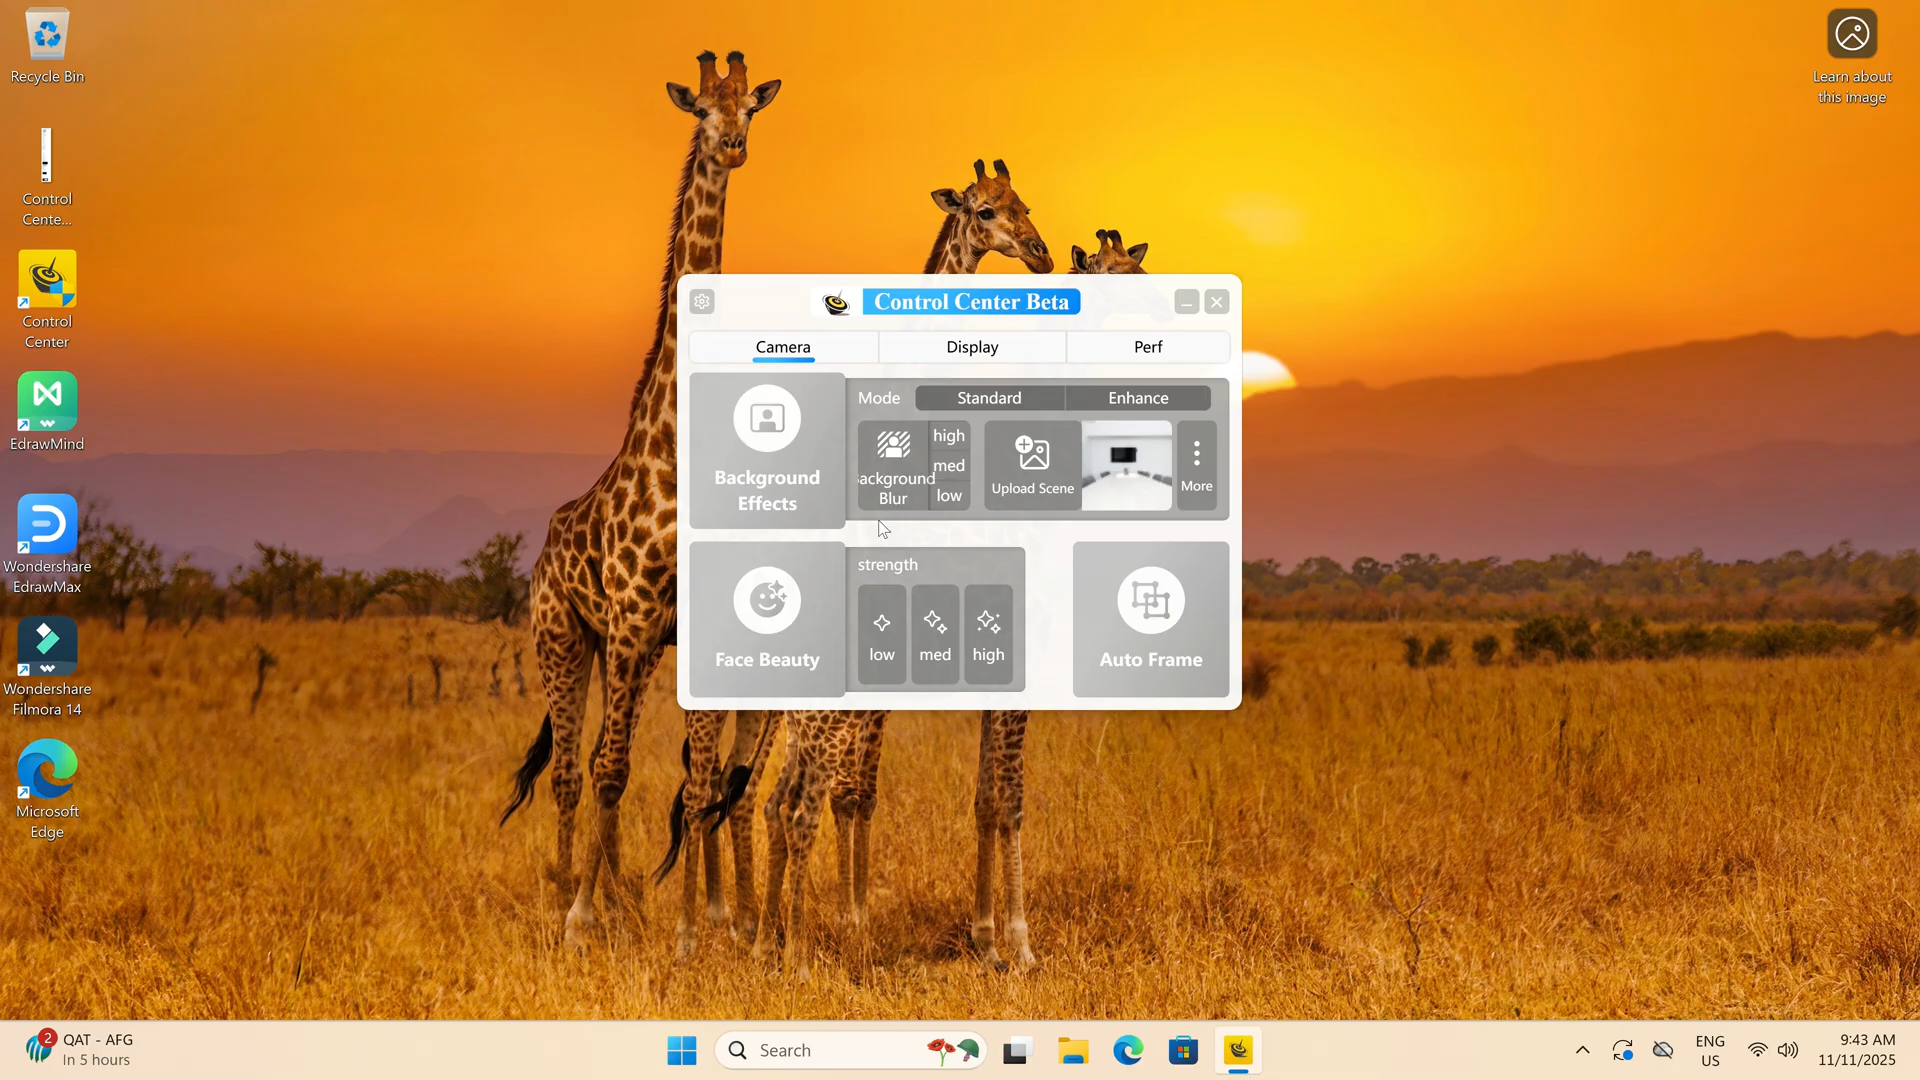 Recycle Bin
Control
Cente...
Control
Center
EdrawMind
Wondershare
EdrawMax
Wondershare
Filmora 14
Microsoft
Edge
Learn about
this image
Control Center Beta
Camera
Display
Perf
Background
Effects
Mode
Standard
Enhance
ackground
Blur
high
med
low
Upload Scene
More
Face Beauty
strength
low
med
high
Auto Frame
2
QAT - AFG
In 5 hours
Search
ENG
US
9:43 AM
11/11/2025